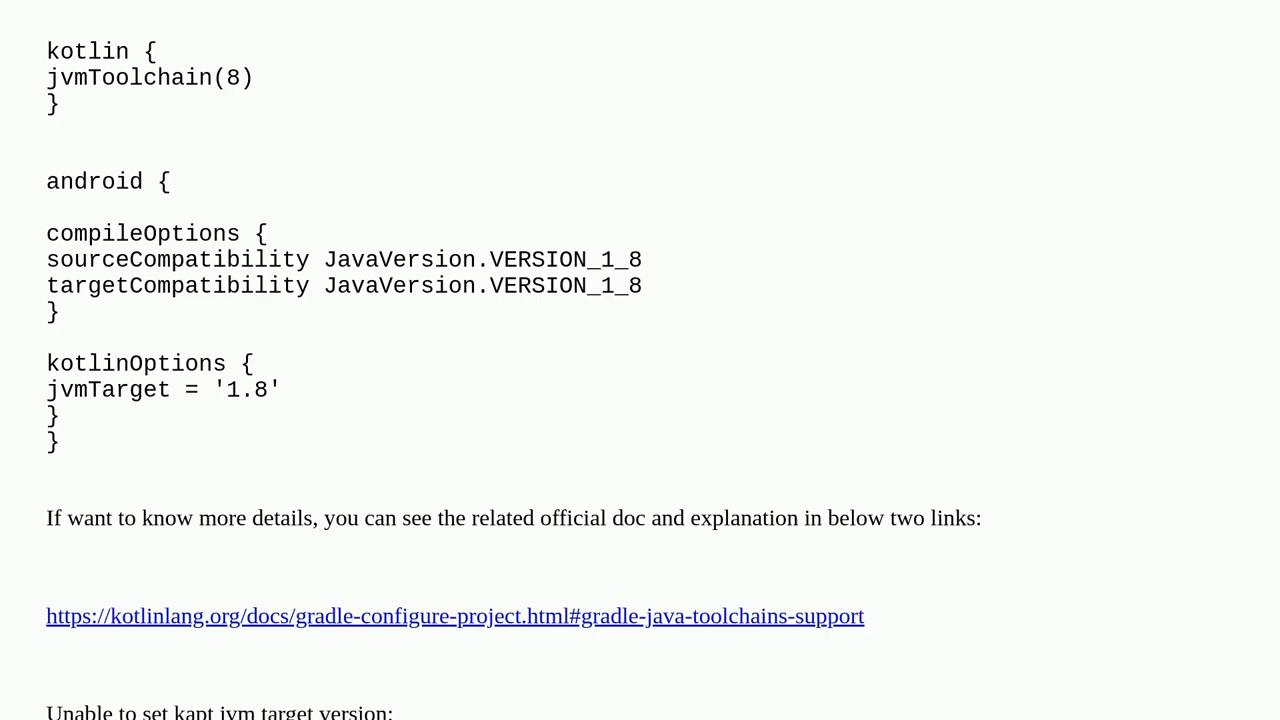 kotlin {
jvmToolchain(8)
}
android {
compileOptions {
sourceCompatibility JavaVersion.VERSION_1_8
targetCompatibility JavaVersion.VERSION_1_8
}
kotlinOptions {
jvmTarget = '1.8'
}
}
If want to know more details, you can see the related official doc and explanation in below two links:
https://kotlinlang.org/docs/gradle-configure-project.html#gradle-java-toolchains-support
Unable to set kapt jvm target version: